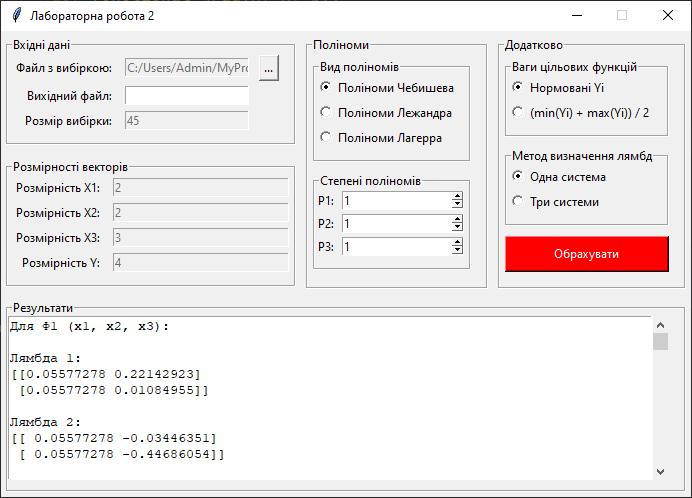 Лабораторна робота 2
Вхідні дані
Файл з вибіркою: C:/Users/Admin/MyPro ...
Вихідний файл:
Розмір вибірки: 45
Розмірності векторів
Розмірність X1: 2
Розмірність X2: 2
Розмірність X3: 3
Розмірність Y: 4
Поліноми
Вид поліномів
Поліноми Чебишева
Поліноми Лежандра
Поліноми Лагерра
Степені поліномів
P1: 1
P2: 1
P3: 1
Додатково
Ваги цільових функцій
Нормовані Yi
(min(Yi) + max(Yi)) / 2
Метод визначення лямбд
Одна система
Три системи
Обрахувати
Результати
Для Ф1 (x1, x2, x3):
Лямбда 1:
[[0.05577278 0.22142923]
[0.05577278 0.01084955]]
Лямбда 2:
[[ 0.05577278 -0.03446351]
[ 0.05577278 -0.44686054]]